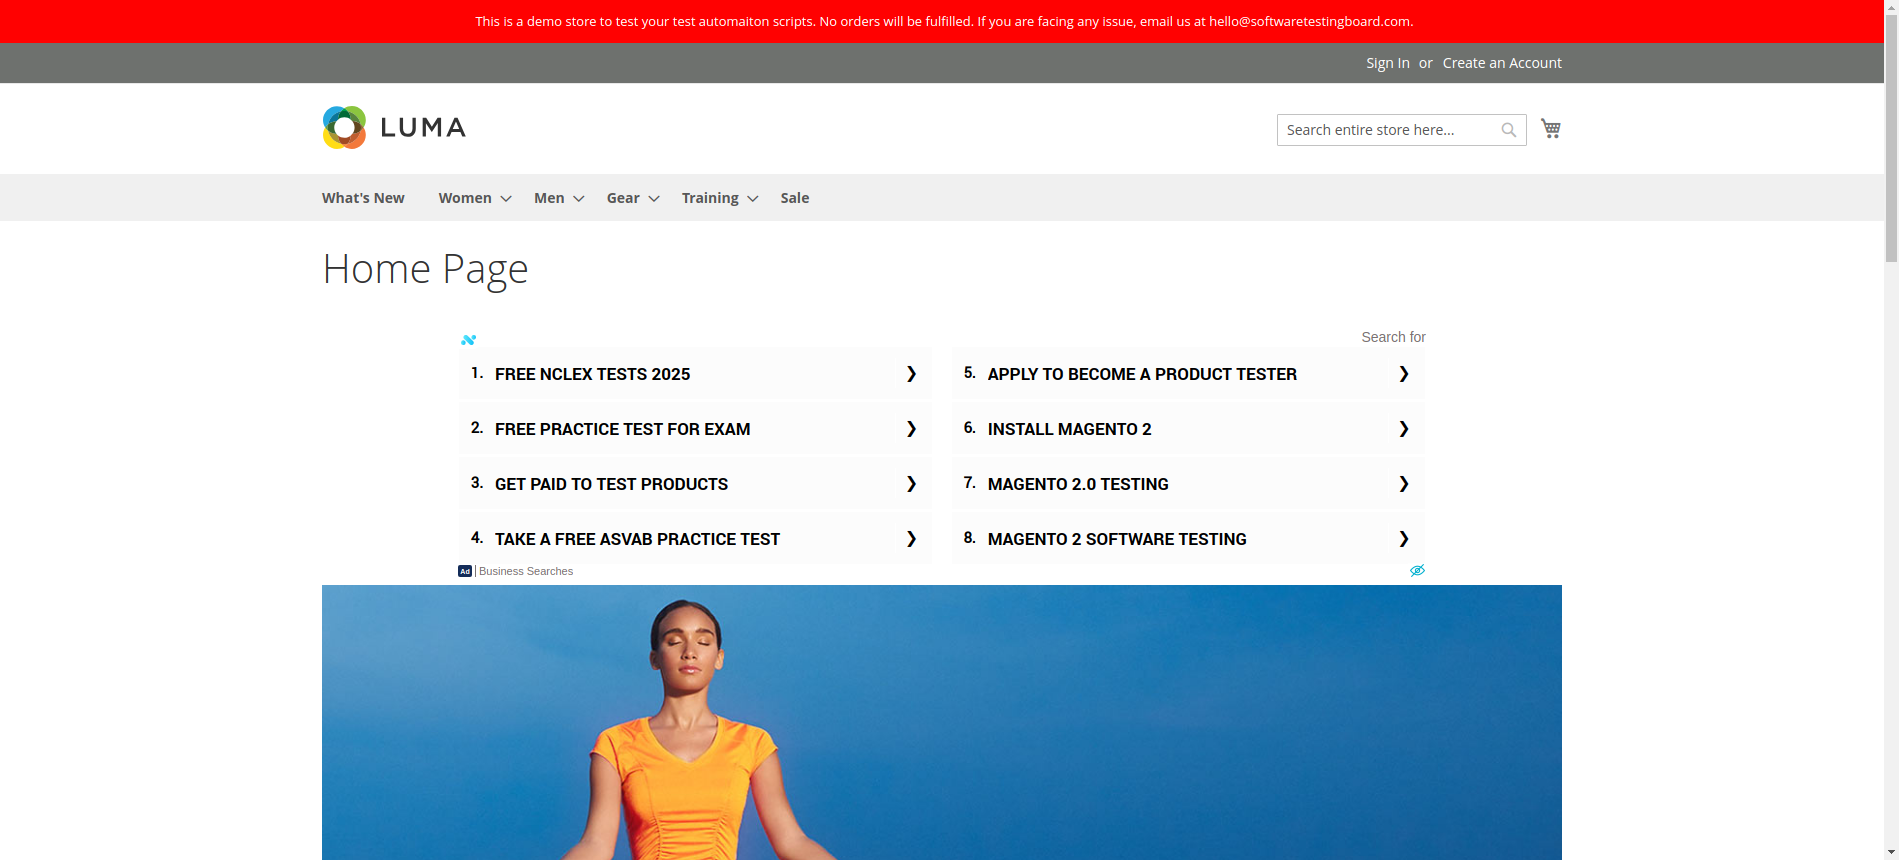 This is a demo store to test your test automaiton scripts. No orders will be fulfilled. If you are facing any issue, email us at hello@softwaretestingboard.com.
Sign In or Create an Account
LUMA
Search entire store here...
What's New Women Men Gear Training Sale
Home Page
Search for
1. FREE NCLEX TESTS 2025
2. FREE PRACTICE TEST FOR EXAM
3. GET PAID TO TEST PRODUCTS
4. TAKE A FREE ASVAB PRACTICE TEST
5. APPLY TO BECOME A PRODUCT TESTER
6. INSTALL MAGENTO 2
7. MAGENTO 2.0 TESTING
8. MAGENTO 2 SOFTWARE TESTING
Ad | Business Searches